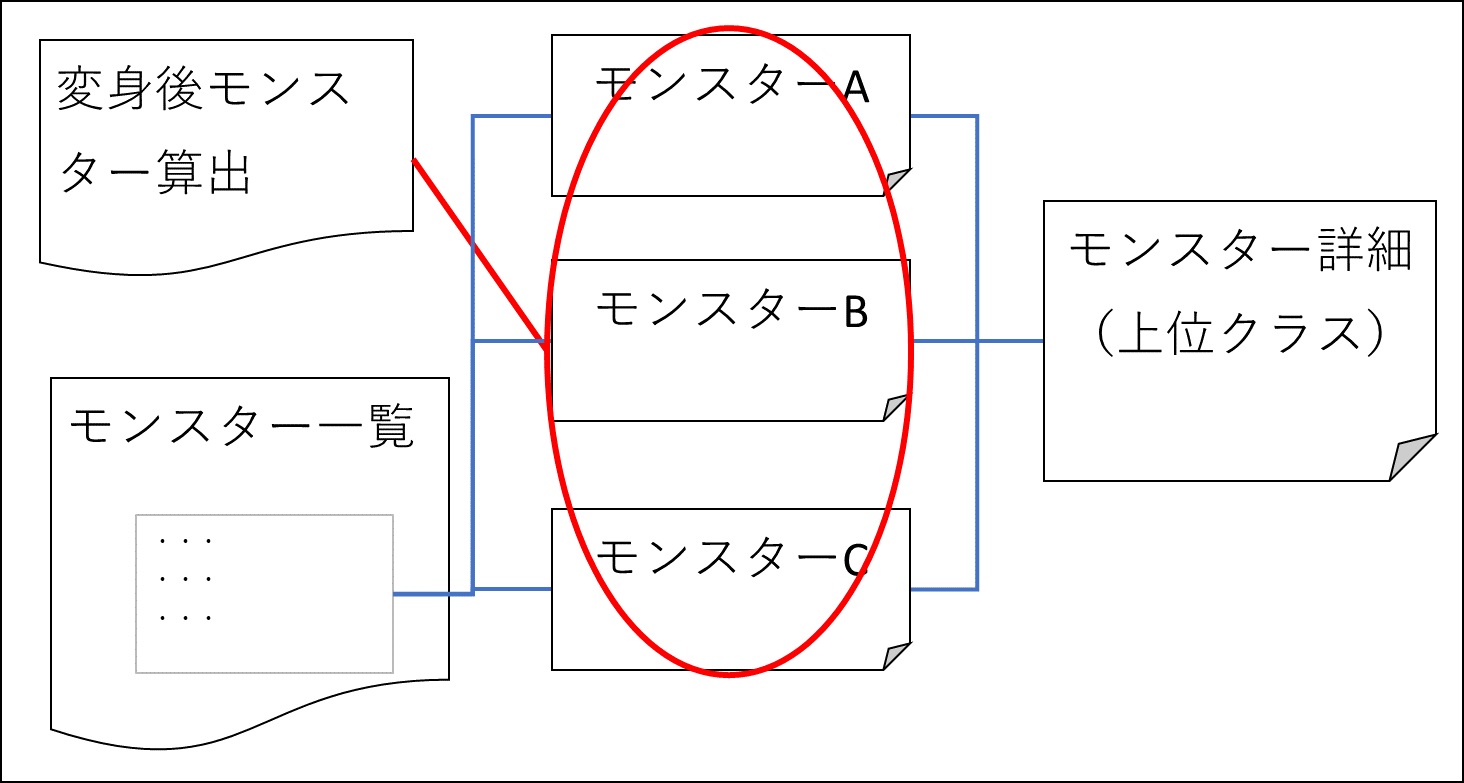 変身後モンス
ター算出
モンスター一覧
・・・
・・・
・・・
モンスターA
モンスターB
モンスターC
モンスター詳細
（上位クラス）